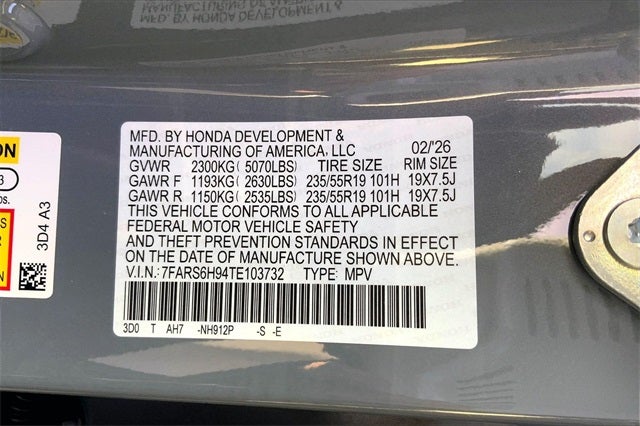 MFD. BY HONDA DEVELOPMENT &
MANUFACTURING OF AMERICA, LLC 02/'26
GVWR 2300KG( 5070LBS) TIRE SIZE RIM SIZE
GAWR F 1193KG( 2630LBS) 235/55R19 101H 19X7.5J
GAWR R 1150KG( 2535LBS) 235/55R19 101H 19X7.5J
THIS VEHICLE CONFORMS TO ALL APPLICABLE
FEDERAL MOTOR VEHICLE SAFETY
AND THEFT PREVENTION STANDARDS IN EFFECT
ON THE DATE OF MANUFACTURE SHOWN ABOVE.
V.I.N.: 7FARS6H94TE103732 TYPE: MPV
3D0 T AH7 -NH912P -S -E
ON
3
bs.
3D4 A3